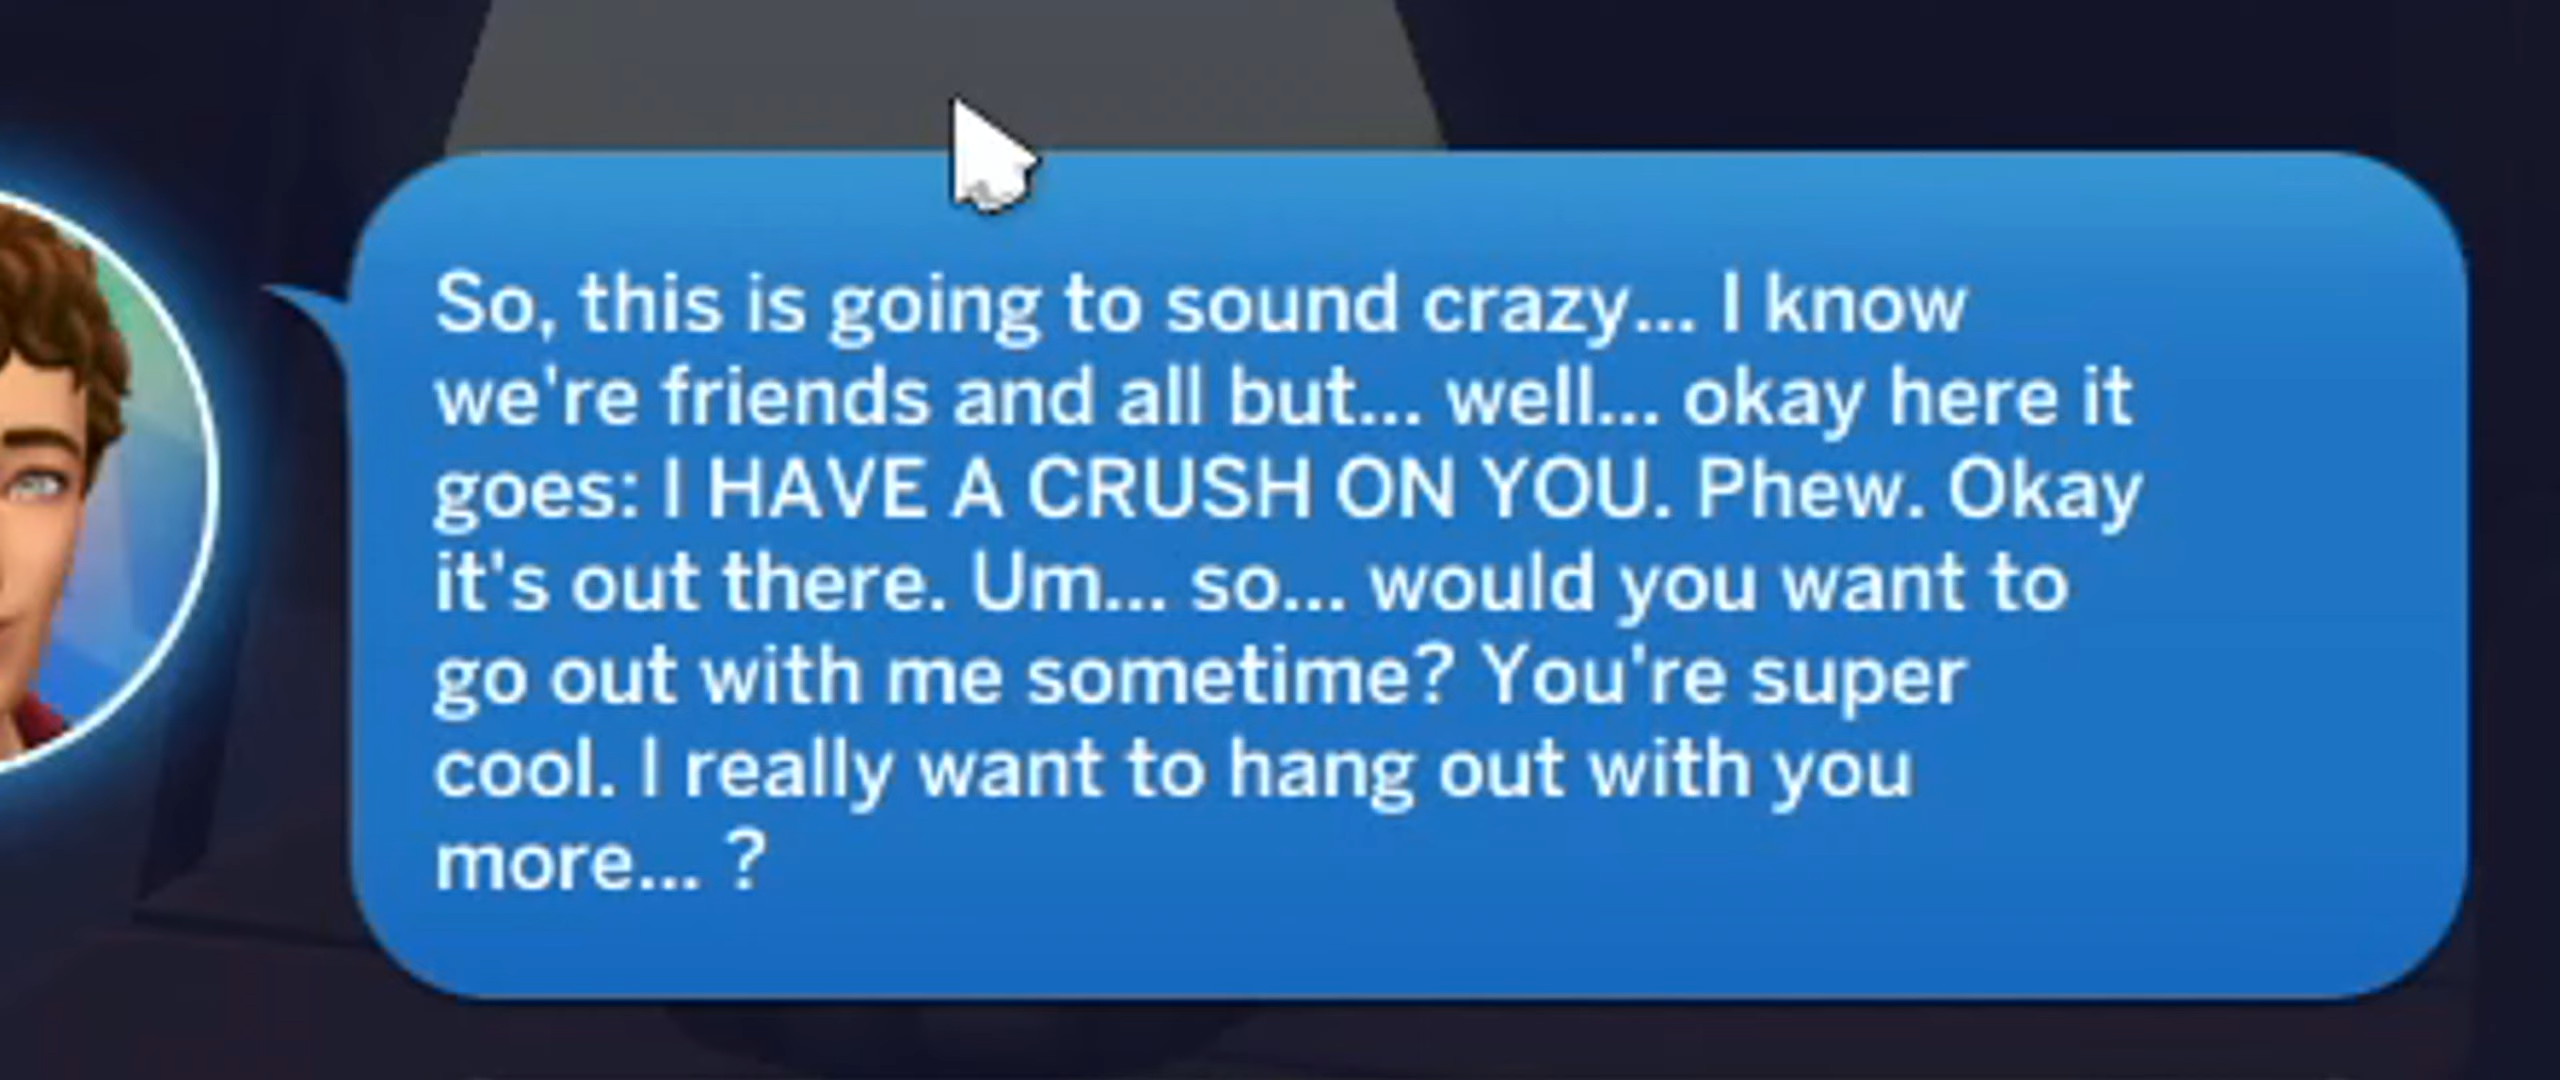 So, this is going to sound crazy... I know
we're friends and all but... well... okay here it
goes: I HAVE A CRUSH ON YOU. Phew. Okay
it's out there. Um... so... would you want to
go out with me sometime? You're super
cool. I really want to hang out with you
more... ?